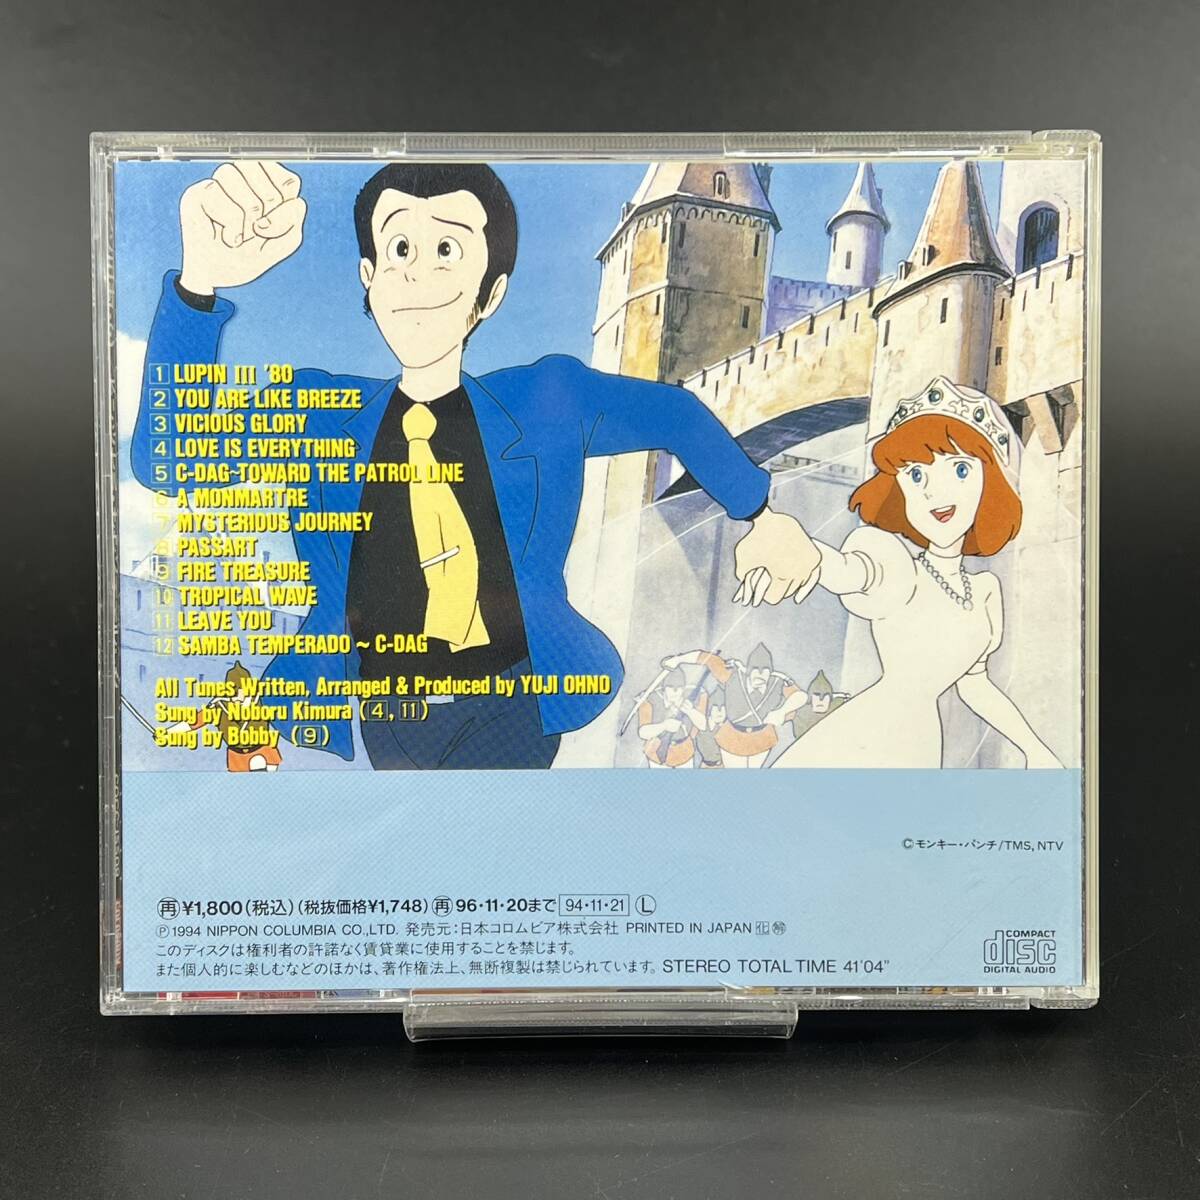 1 LUPIN III '80
2 YOU ARE LIKE BREEZE
3 VICIOUS GLORY
4 LOVE IS EVERYTHING
5 C-DAG~TOWARD THE PATROL LINE
6 A MONMARTRE
7 MYSTERIOUS JOURNEY
8 PASSART
9 FIRE TREASURE
10 TROPICAL WAVE
11 LEAVE YOU
12 SAMBA TEMPERADO ~ C-DAG
All Tunes Written, Arranged & Produced by YUJI OHNO
Sung by Noboru Kimura (4, 11)
Sung by Bobby (9)
©モンキー・パンチ/TMS, NTV
再¥1,800(税込)(税抜価格¥1,748)再96・11・20まで 94・11・21 L
Ⓟ1994 NIPPON COLUMBIA CO.,LTD. 発売元:日本コロムビア株式会社 PRINTED IN JAPAN
このディスクは権利者の許諾なく賃貸業に使用することを禁じます。
また個人的に楽しむなどのほかは、著作権法上、無断複製は禁じられています。STEREO TOTAL TIME 41'04"
COMPACT
disc
DIGITAL AUDIO